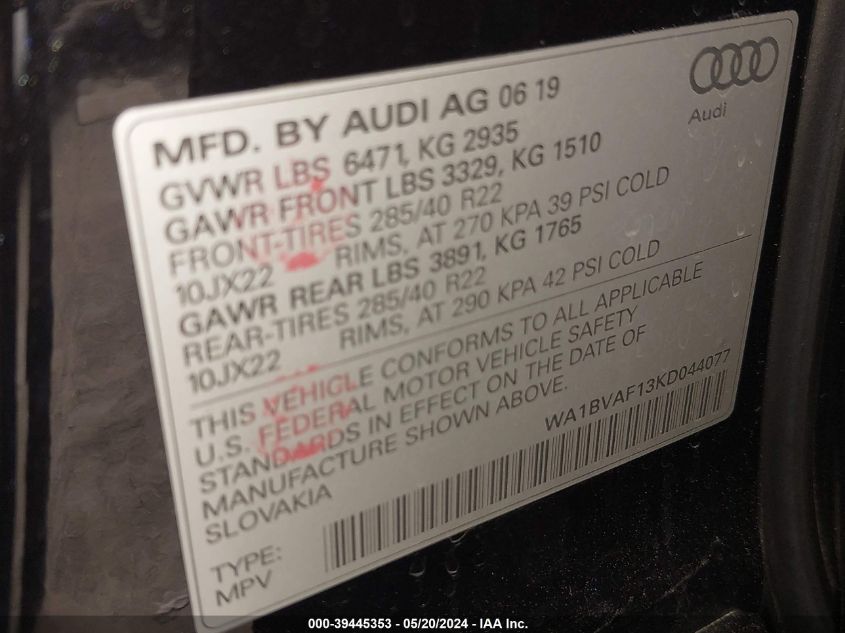 MFD. BY AUDI AG 06 19
Audi
GVWR LBS 6471, KG 2935
GAWR FRONT LBS 3329, KG 1510
FRONT-TIRES 285/40 R22
10JX22 RIMS, AT 270 KPA 39 PSI COLD
GAWR REAR LBS 3891, KG 1765
REAR-TIRES 285/40 R22
10JX22 RIMS, AT 290 KPA 42 PSI COLD
THIS VEHICLE CONFORMS TO ALL APPLICABLE
U.S. FEDERAL MOTOR VEHICLE SAFETY
STANDARDS IN EFFECT ON THE DATE OF
MANUFACTURE SHOWN ABOVE.
SLOVAKIA
WA1BVAF13KD044077
TYPE:
MPV
000-39445353 / 05/20/2024 - IAA Inc.